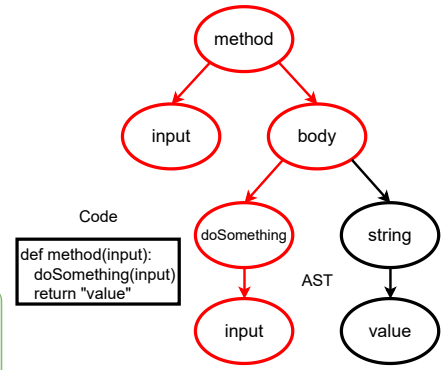 method
input
body
Code
doSomething
string
def method(input):
doSomething(input)
return "value"
AST
input
value